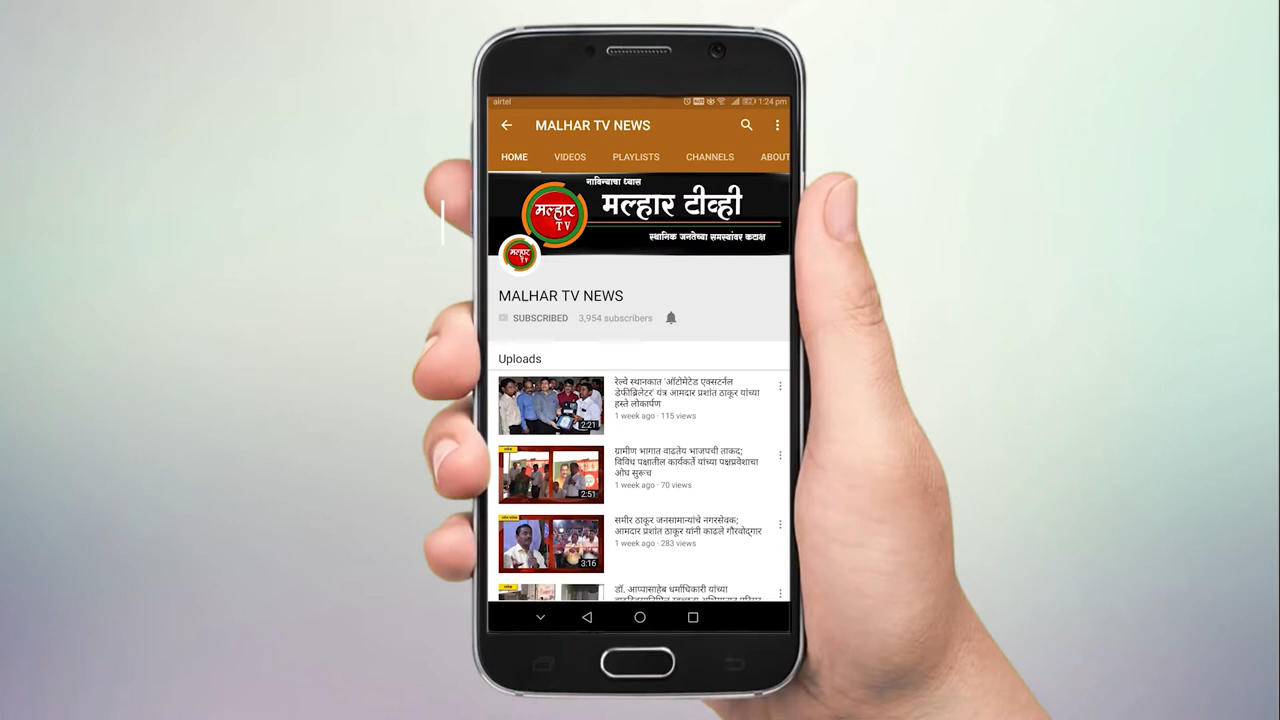 airtel
1:24 pm
MALHAR TV NEWS
HOME VIDEOS PLAYLISTS CHANNELS ABOUT
नाविन्याचा ध्यास
मल्हार टीव्ही
मल्हार
TV
स्थानिक जनतेच्या समस्यांवर कटाक्ष
मल्हार
TV
MALHAR TV NEWS
SUBSCRIBED 3,954 subscribers
Uploads
रेल्वे स्थानकात 'ऑटोमेटेड एक्सटर्नल
डेफीब्रिलेटर' यंत्र आमदार प्रशांत ठाकूर यांच्या
हस्ते लोकार्पण
1 week ago · 115 views
2:21
ग्रामीण भागात वाढतेय भाजपची ताकद;
विविध पक्षातील कार्यकर्ते यांच्या पक्षप्रवेशाचा
ओघ सुरूच
1 week ago · 70 views
2:51
समीर ठाकूर जनसामान्यांचे नगरसेवक;
आमदार प्रशांत ठाकूर यांनी काढले गौरवोद्गार
1 week ago · 283 views
3:16
डॉ. आप्पासाहेब धर्माधिकारी यांच्या